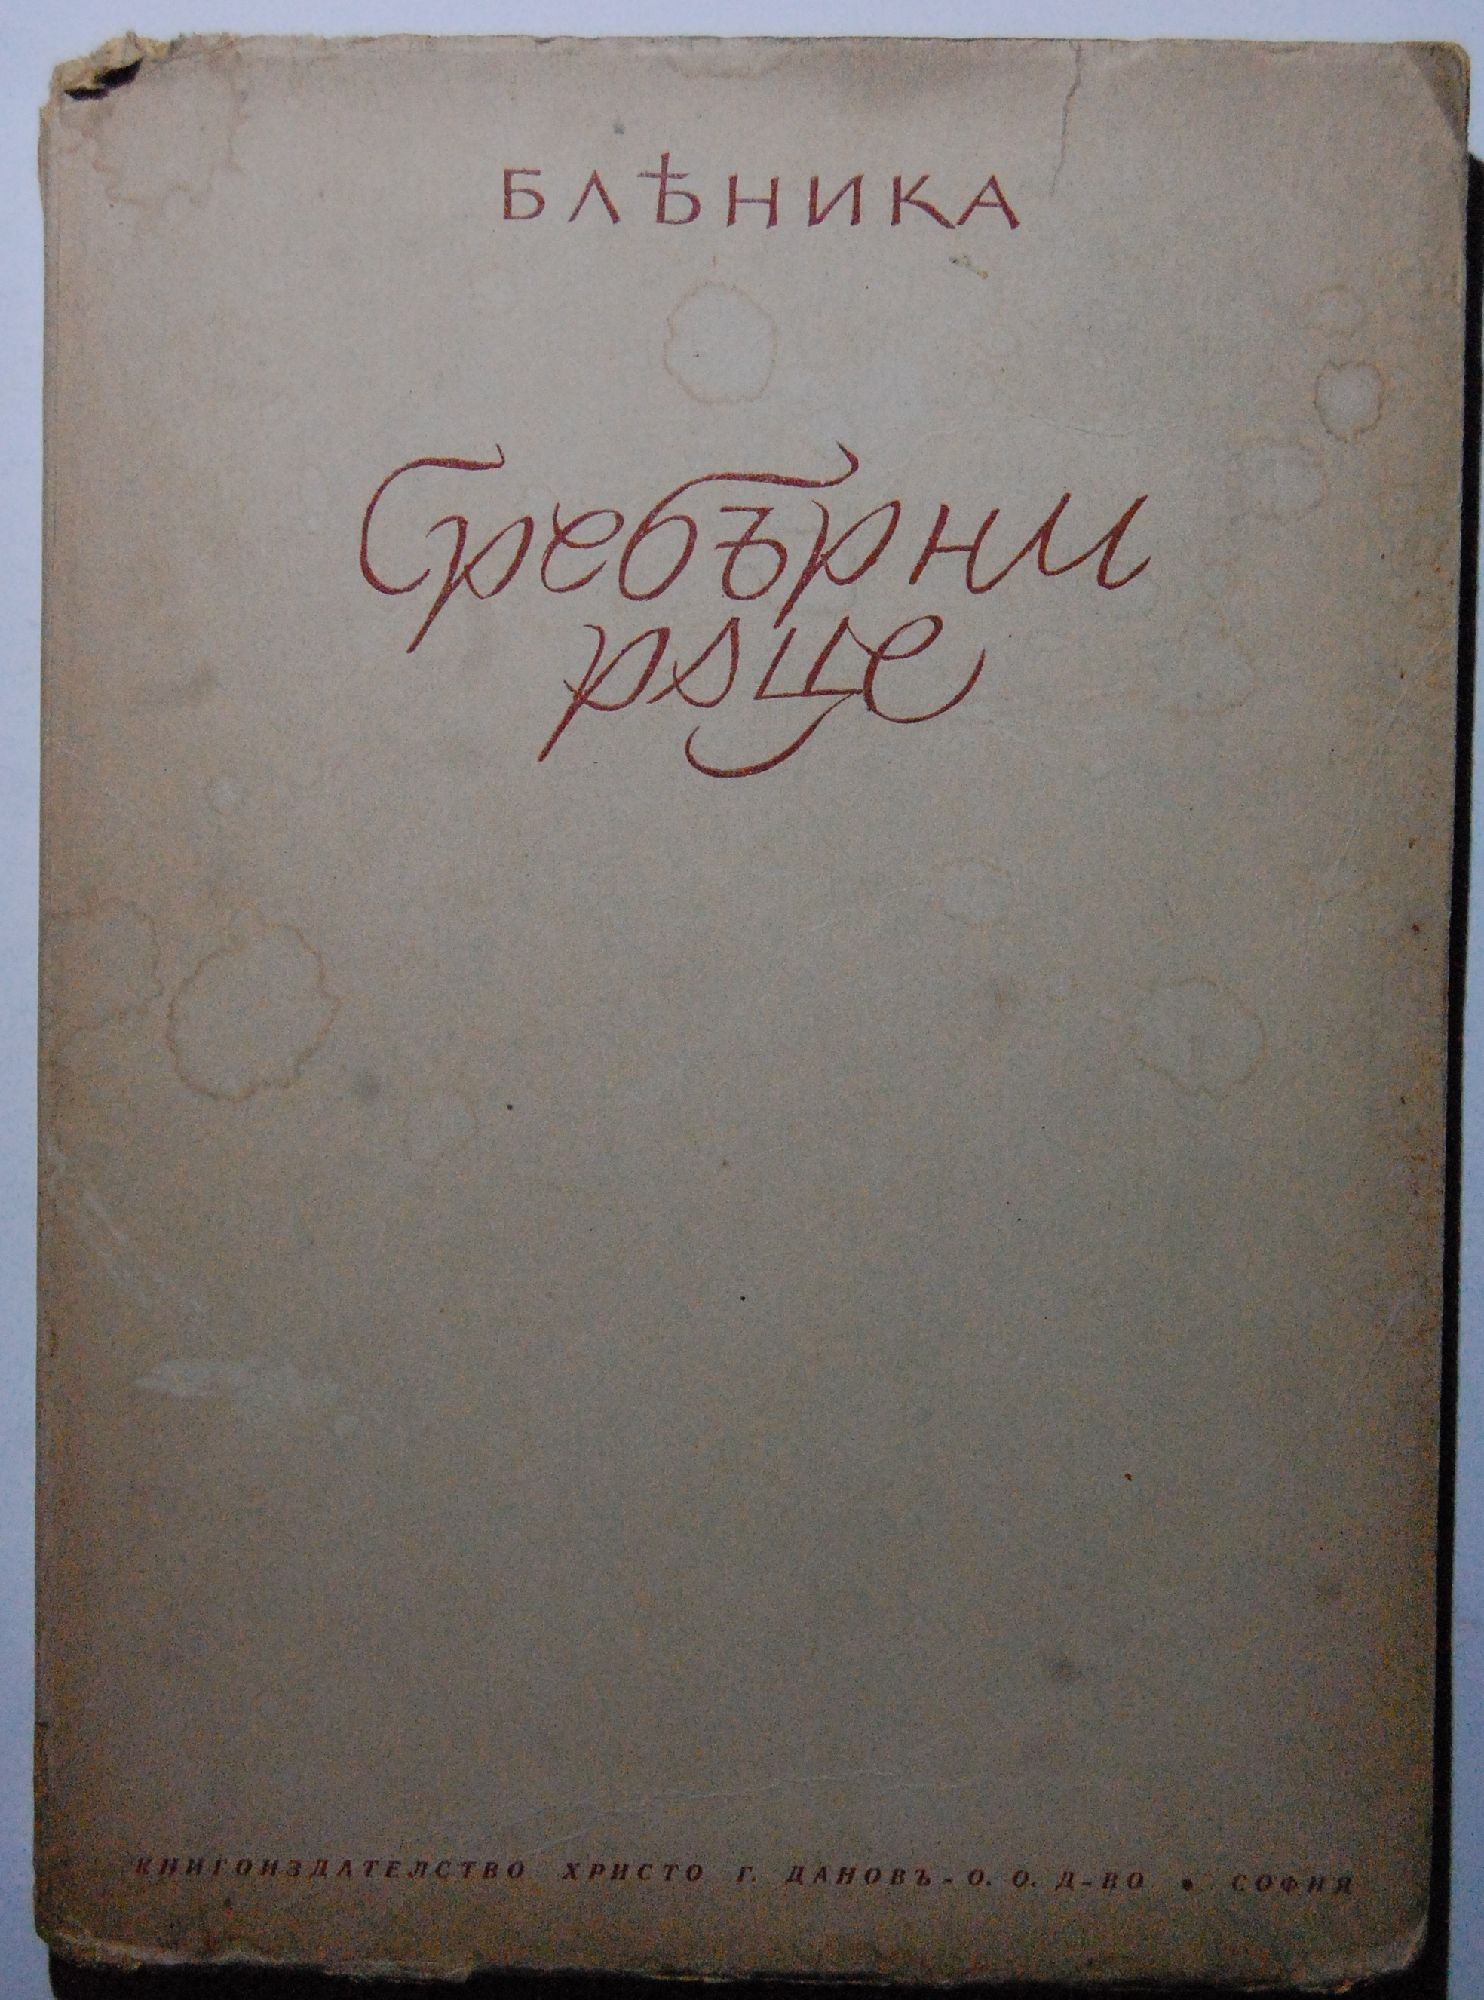 БЛѢНИКА
Сребърни
ръце
КНИГОИЗДАТЕЛСТВО ХРИСТО Г. ДАНОВЪ - О. О. Д-ВО • СОФИЯ